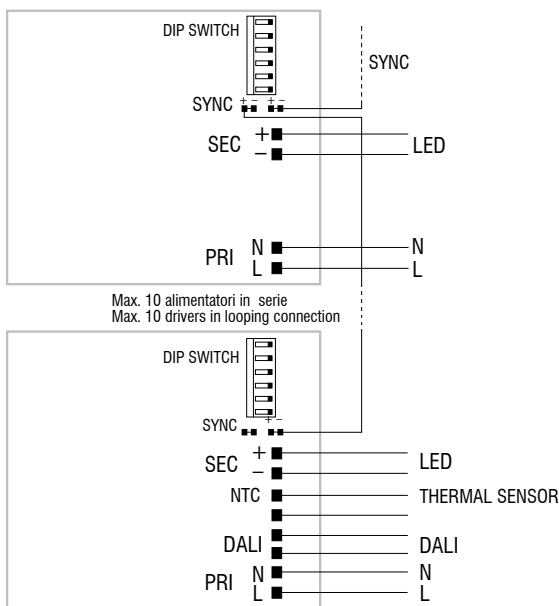 DIP SWITCH
SYNC
SYNC + - + -
SEC + LED
-
PRI N N
L L
Max. 10 alimentatori in serie
Max. 10 drivers in looping connection
DIP SWITCH
SYNC + -
SEC + LED
-
NTC THERMAL SENSOR
DALI DALI
PRI N N
L L